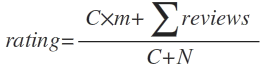 rating = (C×m+ ∑reviews) / (C+N)